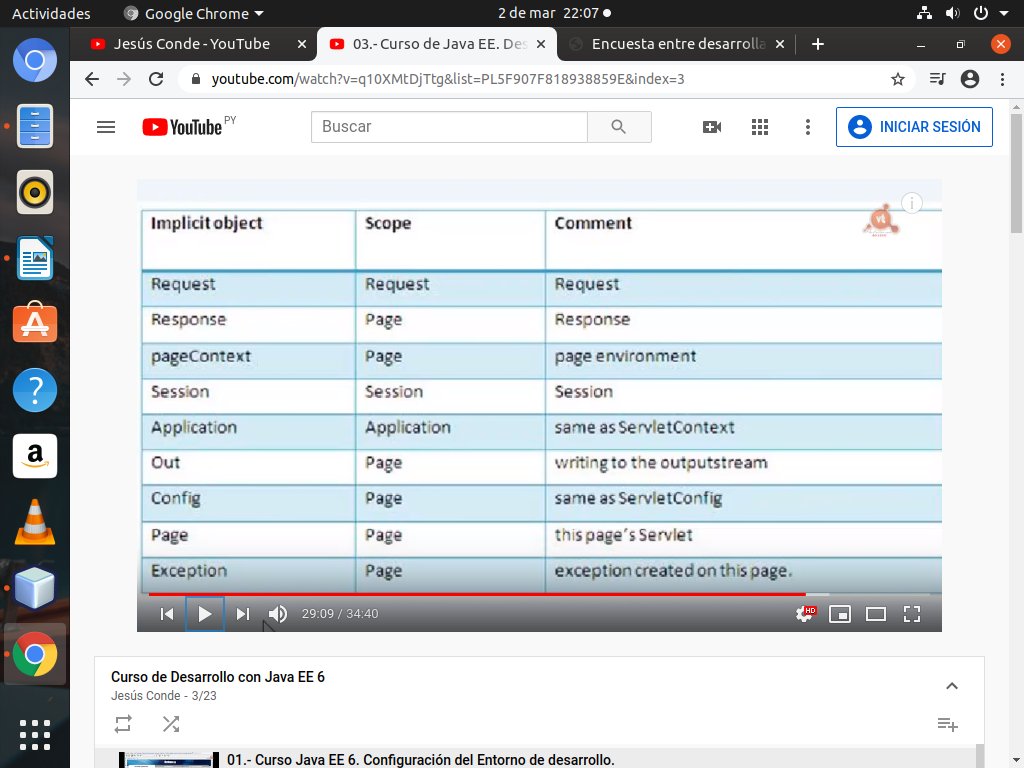 Actividades Google Chrome 2 de mar 22:07
Jesús Conde - YouTube 03.- Curso de Java EE. Des Encuesta entre desarrolla
youtube.com/watch?v=q10XMtDjTtg&list=PL5F907F818938859E&index=3
YouTube PY Buscar INICIAR SESIÓN
Implicit object Scope Comment
Request Request Request
Response Page Response
pageContext Page page environment
Session Session Session
Application Application same as ServletContext
Out Page writing to the outputstream
Config Page same as ServletConfig
Page Page this page's Servlet
Exception Page exception created on this page.
29:09 / 34:40 HD
Curso de Desarrollo con Java EE 6
Jesús Conde - 3/23
01.- Curso Java EE 6. Configuración del Entorno de desarrollo.